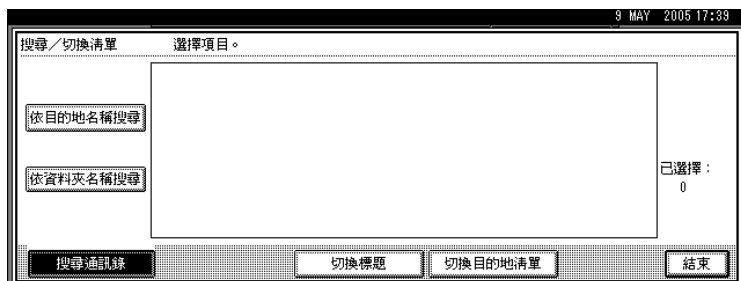 9 MAY 2005 17:39
搜尋／切換清單 選擇項目。
依目的地名稱搜尋
依資料夾名稱搜尋
已選擇：
0
搜尋通訊錄 切換標題 切換目的地清單 結束